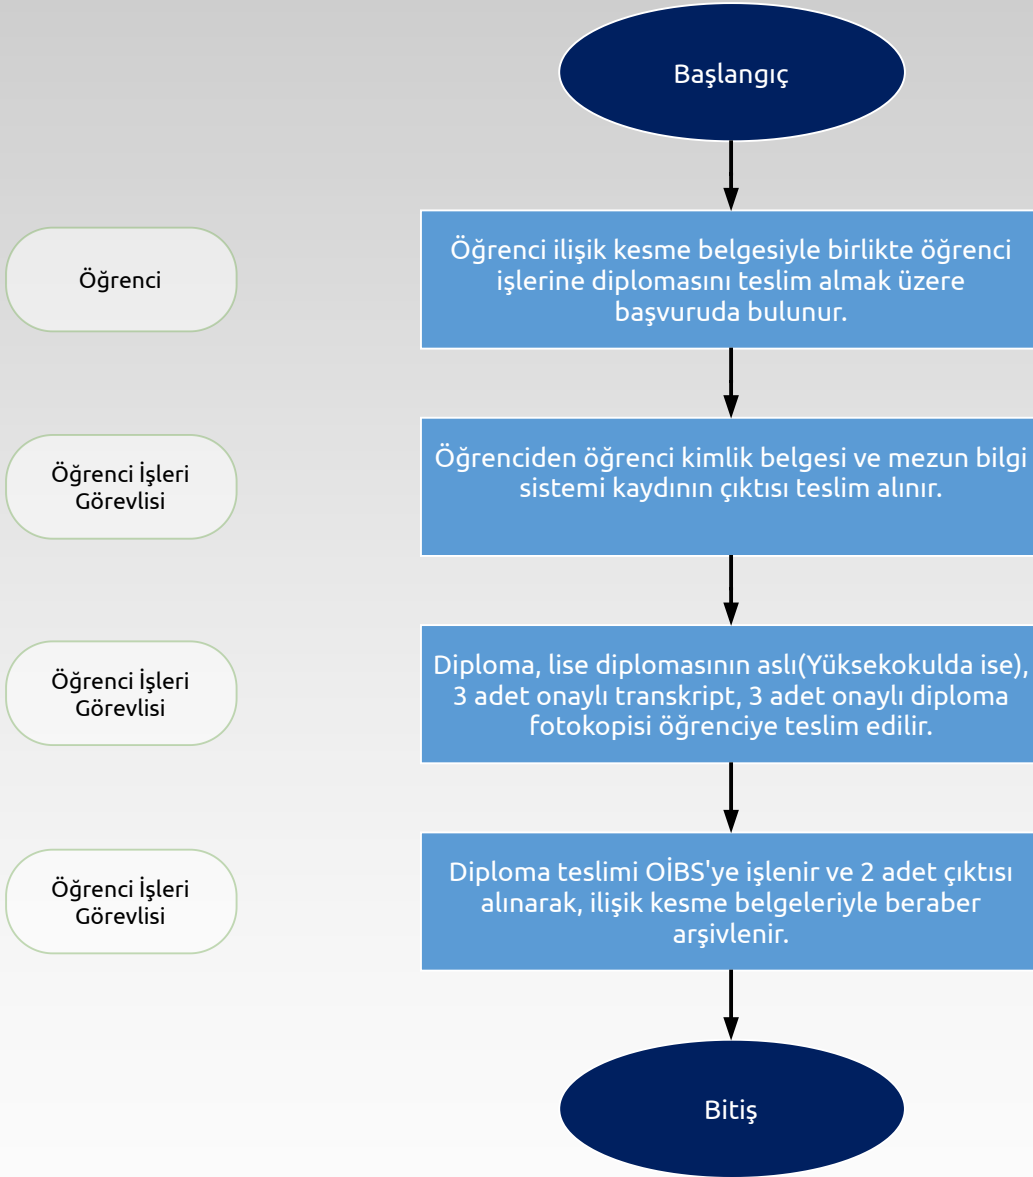 Başlangıç
Öğrenci
Öğrenci ilişik kesme belgesiyle birlikte öğrenci
işlerine diplomasını teslim almak üzere
başvuruda bulunur.
Öğrenci İşleri
Görevlisi
Öğrenciden öğrenci kimlik belgesi ve mezun bilgi
sistemi kaydının çıktısı teslim alınır.
Öğrenci İşleri
Görevlisi
Diploma, lise diplomasının aslı(Yüksekokulda ise),
3 adet onaylı transkript, 3 adet onaylı diploma
fotokopisi öğrenciye teslim edilir.
Öğrenci İşleri
Görevlisi
Diploma teslimi OİBS'ye işlenir ve 2 adet çıktısı
alınarak, ilişik kesme belgeleriyle beraber
arşivlenir.
Bitiş